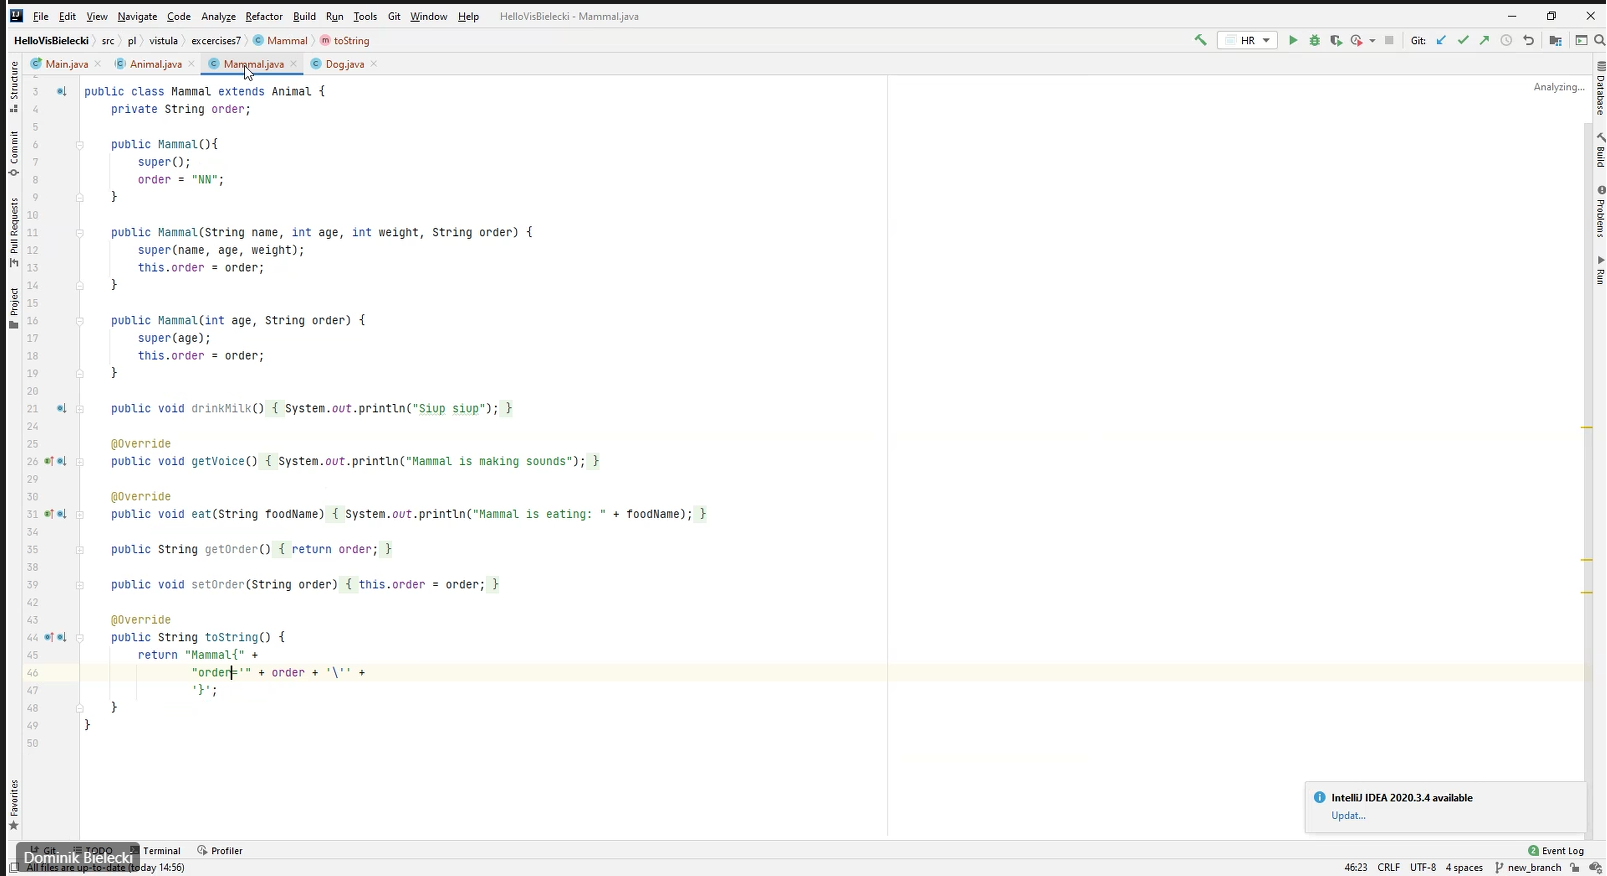 File Edit View Navigate Code Analyze Refactor Build Run Tools Git Window Help HelloVisBielecki - Mammal.java
HelloVisBielecki src pl vistula excercises7 Mammal toString HR Git:
Main.java Animal.java Mammal.java Dog.java
Analyzing...
3 public class Mammal extends Animal {
4 private String order;
5
6 public Mammal(){
7 super();
8 order = "NN";
9 }
10
11 public Mammal(String name, int age, int weight, String order) {
12 super(name, age, weight);
13 this.order = order;
14 }
15
16 public Mammal(int age, String order) {
17 super(age);
18 this.order = order;
19 }
20
21 public void drinkMilk() { System.out.println("Siup siup"); }
24
25 @Override
26 public void getVoice() { System.out.println("Mammal is making sounds"); }
29
30 @Override
31 public void eat(String foodName) { System.out.println("Mammal is eating: " + foodName); }
34
35 public String getOrder() { return order; }
38
39 public void setOrder(String order) { this.order = order; }
42
43 @Override
44 public String toString() {
45 return "Mammal{" +
46 "order='" + order + '\'' +
47 '}';
48 }
49 }
50
Structure
Commit
Pull Requests
Project
Favorites
Database
Build
Problems
Run
IntelliJ IDEA 2020.3.4 available
Updat...
Git TODO Terminal Profiler 2 Event Log
Dominik Bielecki
All files are up-to-date (today 14:56) 46:23 CRLF UTF-8 4 spaces new_branch